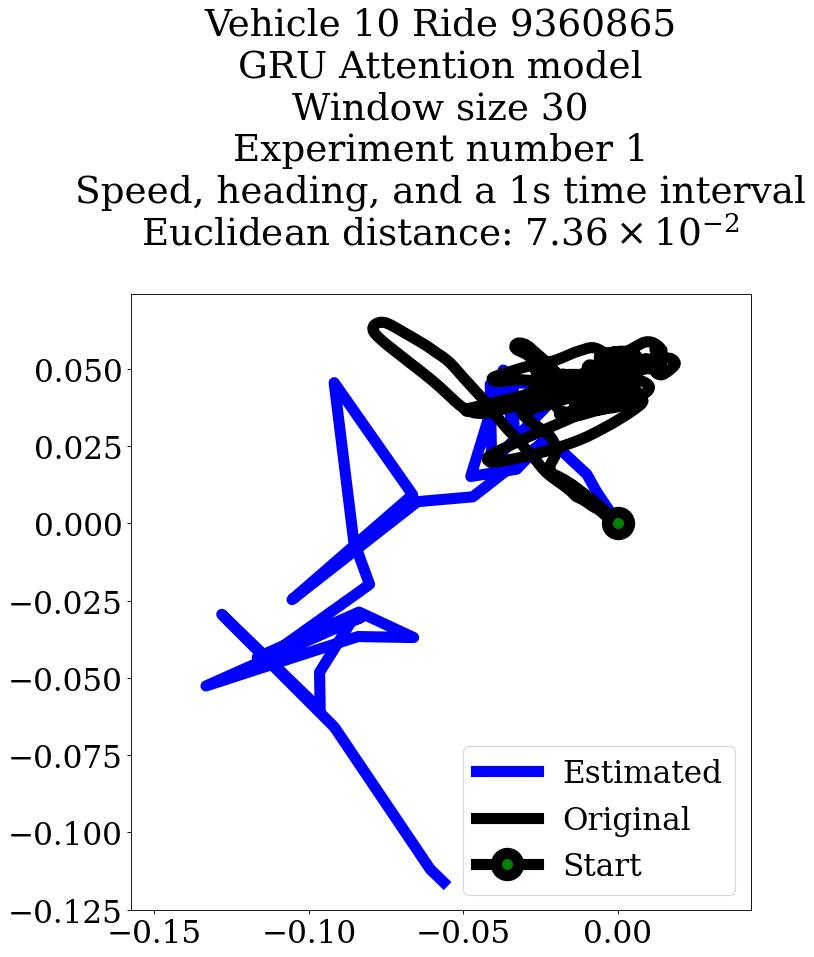 Vehicle 10 Ride 9360865
GRU Attention model
Window size 30
Experiment number 1
Speed, heading, and a 1s time interval
Euclidean distance: 7.36 × 10⁻²
0.050
0.025
0.000
−0.025
−0.050
−0.075
−0.100
−0.125
Estimated
Original
Start
−0.15
−0.10
−0.05
0.00